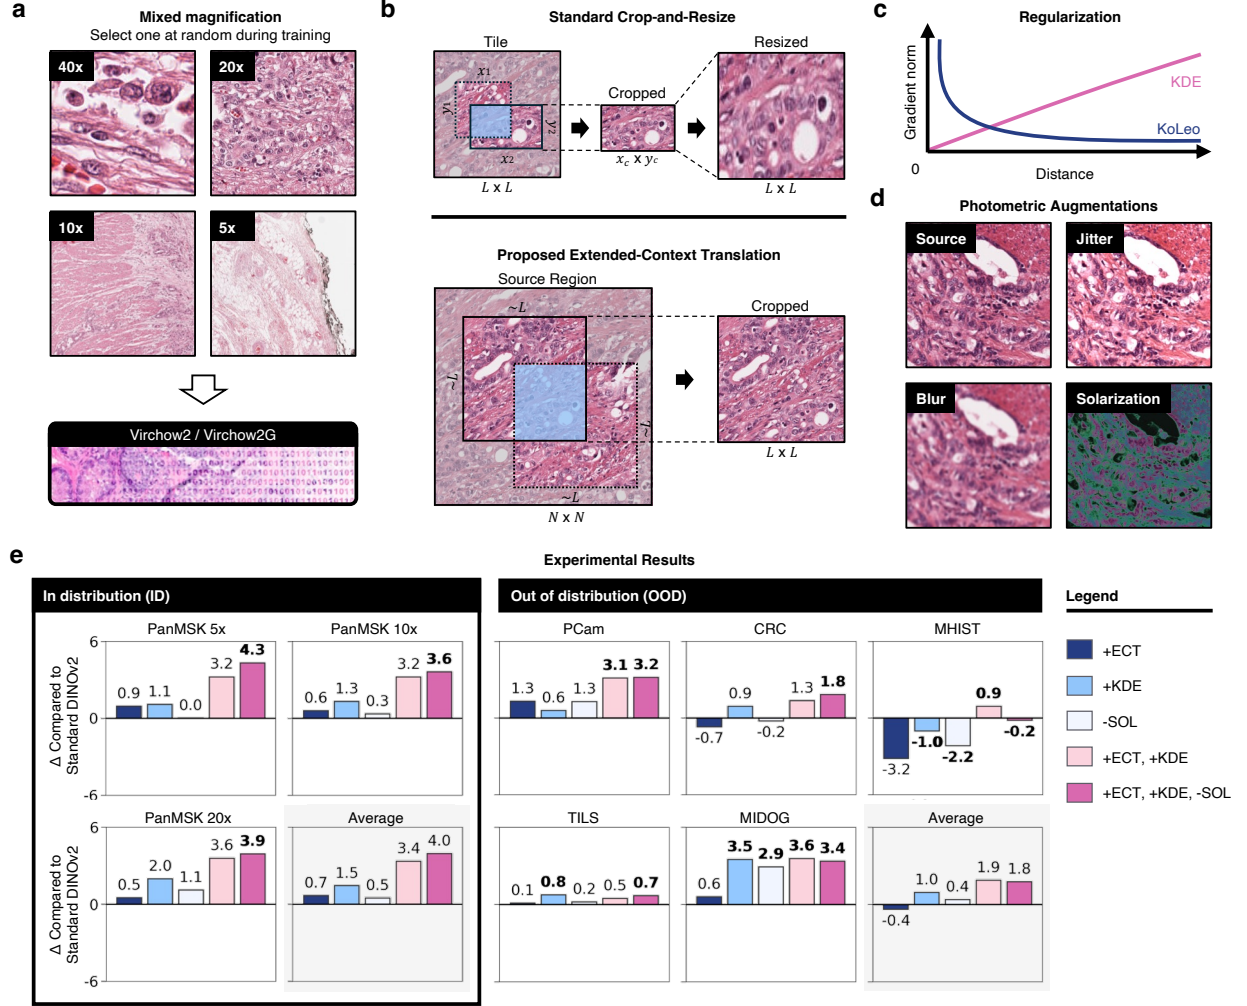 a
Mixed magnification
Select one at random during training
40x
20x
10x
5x
Virchow2 / Virchow2G
b
Standard Crop-and-Resize
Tile
Resized
Cropped
x1
y1
x2
y2
xc x yc
L x L
L x L
Proposed Extended-Context Translation
Source Region
Cropped
~L
~L
~L
~L
L x L
N x N
c
Regularization
Gradient norm
KDE
KoLeo
0
Distance
d
Photometric Augmentations
Source
Jitter
Blur
Solarization
e
Experimental Results
In distribution (ID)
Δ Compared to
Standard DINOv2
PanMSK 5x
6
0
-6
0.9 1.1 0.0 3.2 4.3
PanMSK 10x
0.6 1.3 0.3 3.2 3.6
Δ Compared to
Standard DINOv2
PanMSK 20x
6
0
-6
0.5 2.0 1.1 3.6 3.9
Average
0.7 1.5 0.5 3.4 4.0
Out of distribution (OOD)
PCam
1.3 0.6 1.3 3.1 3.2
CRC
-0.7 0.9 -0.2 1.3 1.8
MHIST
-3.2 -1.0 -2.2 0.9 -0.2
TILS
0.1 0.8 0.2 0.5 0.7
MIDOG
0.6 3.5 2.9 3.6 3.4
Average
-0.4 1.0 0.4 1.9 1.8
Legend
+ECT
+KDE
-SOL
+ECT, +KDE
+ECT, +KDE, -SOL